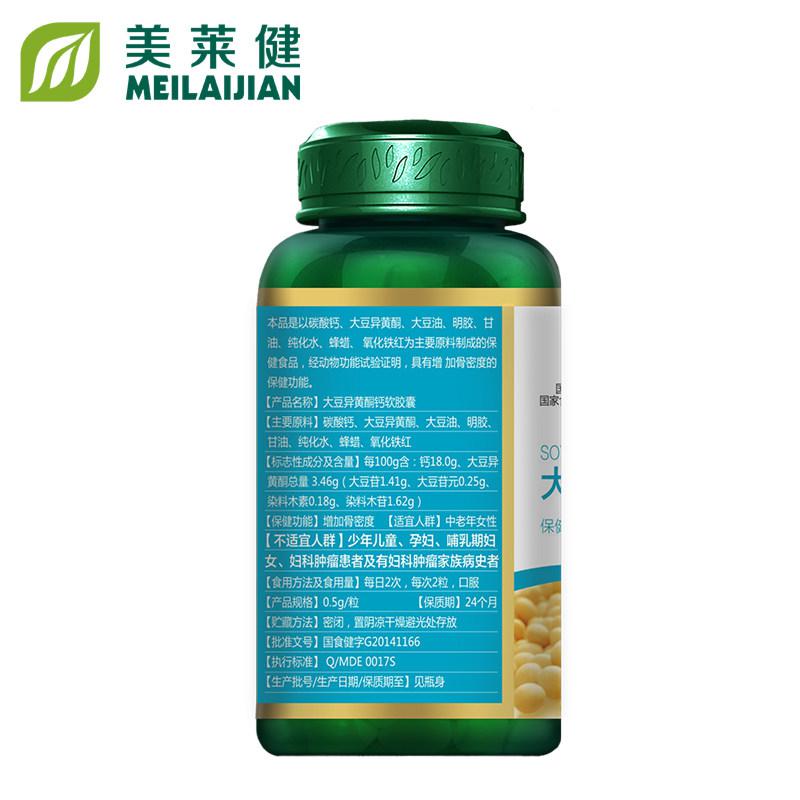 美莱健
MEILAIJIAN
本品是以碳酸钙、大豆异黄酮、大豆油、明胶、甘
油、纯化水、蜂蜡、 氧化铁红为主要原料制成的保
健食品，经动物功能试验证明，具有增 加骨密度的
保健功能。
【产品名称】大豆异黄酮钙软胶囊
【主要原料】碳酸钙、大豆异黄酮、大豆油、明胶、
甘油、纯化水、蜂蜡、氧化铁红
【标志性成分及含量】每100g含：钙18.0g、大豆异
黄酮总量 3.46g（大豆苷1.41g、大豆苷元0.25g、
染料木素0.18g、染料木苷1.62g）
【保健功能】增加骨密度 【适宜人群】中老年女性
【不适宜人群】少年儿童、孕妇、哺乳期妇
女、妇科肿瘤患者及有妇科肿瘤家族病史者
【食用方法及食用量】每日2次，每次2粒，口服
【产品规格】0.5g/粒 【保质期】24个月
【贮藏方法】密闭，置阴凉干燥避光处存放
【批准文号】国食健字G20141166
【执行标准】 Q/MDE 0017S
【生产批号/生产日期/保质期至】见瓶身
国
国家
SO
大
保